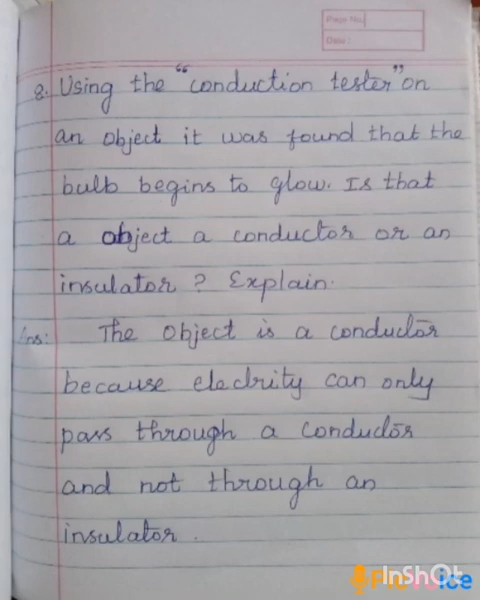 Page No.
Date :
8. Using the "conduction tester" on
an object it was found that the
bulb begins to glow. Is that
a object a conductor or an
insulator ? Explain.
Ans: The object is a conductor
because elecdrity can only
pass through a conductor
and not through an
insulator .
InShOt